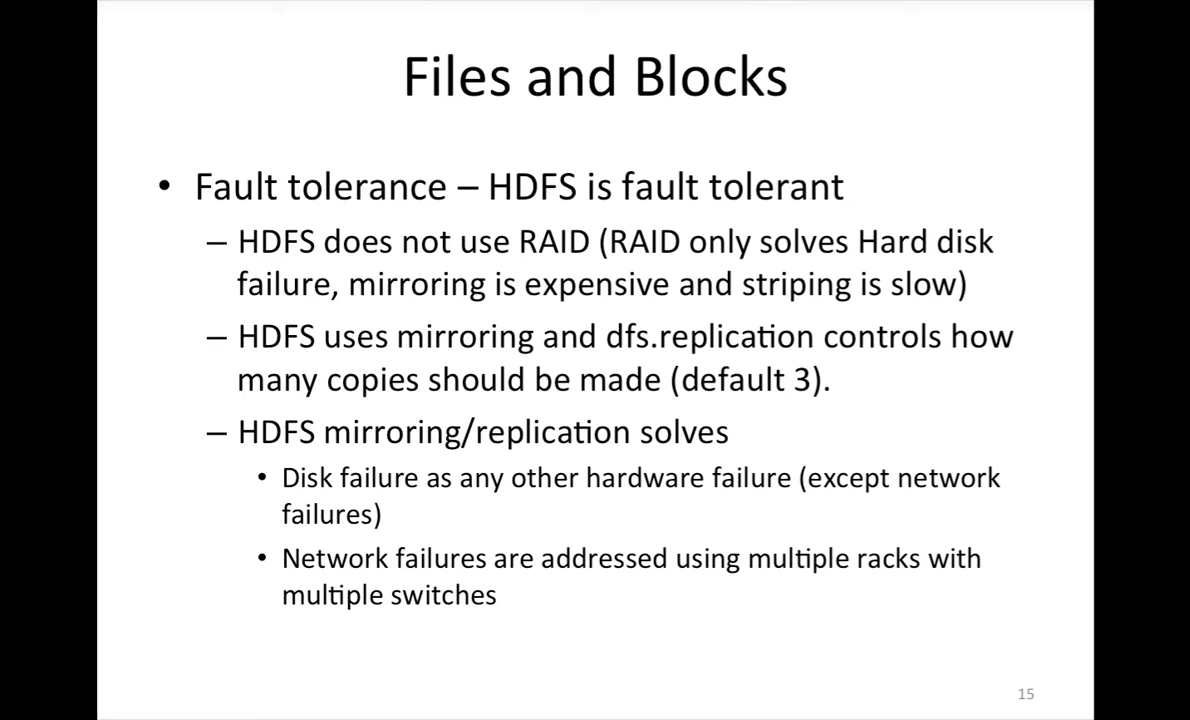 Files and Blocks
• Fault tolerance – HDFS is fault tolerant
– HDFS does not use RAID (RAID only solves Hard disk
failure, mirroring is expensive and striping is slow)
– HDFS uses mirroring and dfs.replication controls how
many copies should be made (default 3).
– HDFS mirroring/replication solves
• Disk failure as any other hardware failure (except network
failures)
• Network failures are addressed using multiple racks with
multiple switches
15